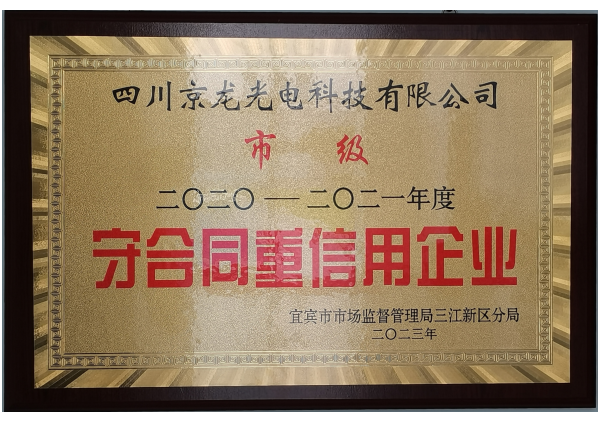 四川京龙光电科技有限公司
市 级
二〇二〇 — 二〇二一年度
守合同重信用企业
宜宾市市场监督管理局三江新区分局
二〇二三年